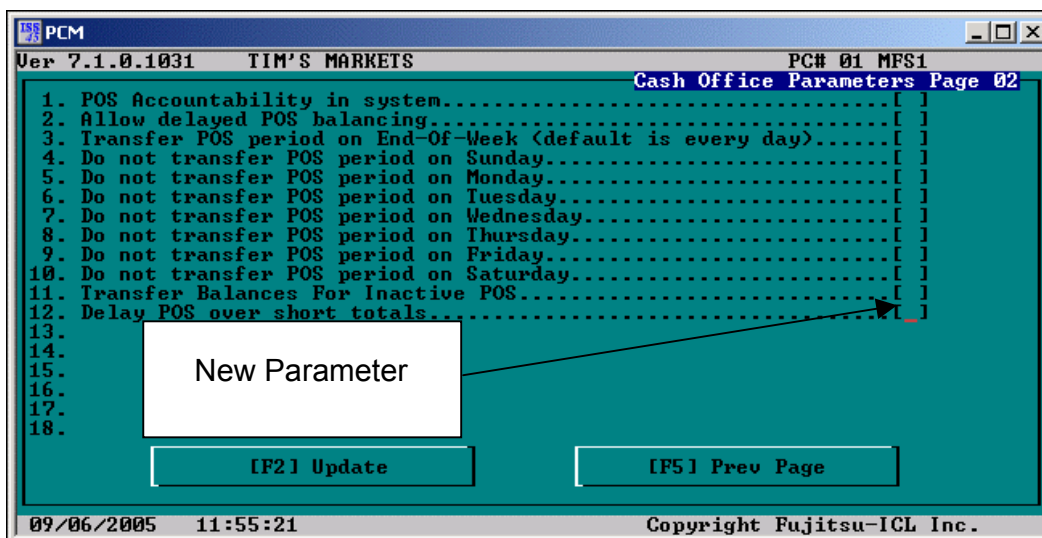 ISS 45 PCM
Ver 7.1.0.1031 TIM'S MARKETS PC# 01 MFS1
Cash Office Parameters Page 02
1. POS Accountability in system..................................[ ]
2. Allow delayed POS balancing...................................[ ]
3. Transfer POS period on End-Of-Week (default is every day)......[ ]
4. Do not transfer POS period on Sunday..........................[ ]
5. Do not transfer POS period on Monday..........................[ ]
6. Do not transfer POS period on Tuesday.........................[ ]
7. Do not transfer POS period on Wednesday.......................[ ]
8. Do not transfer POS period on Thursday........................[ ]
9. Do not transfer POS period on Friday..........................[ ]
10. Do not transfer POS period on Saturday........................[ ]
11. Transfer Balances For Inactive POS............................[ ]
12. Delay POS over short totals...................................[_]
13.
14.
15.
16.
17.
18.
New Parameter
[F2] Update [F5] Prev Page
09/06/2005 11:55:21 Copyright Fujitsu-ICL Inc.